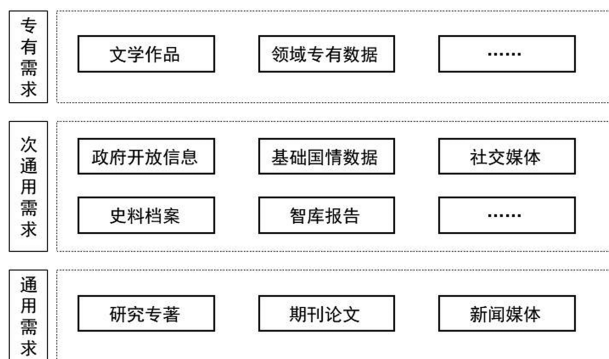 专有需求
文学作品
领域专有数据
……
次通用需求
政府开放信息
基础国情数据
社交媒体
史料档案
智库报告
……
通用需求
研究专著
期刊论文
新闻媒体